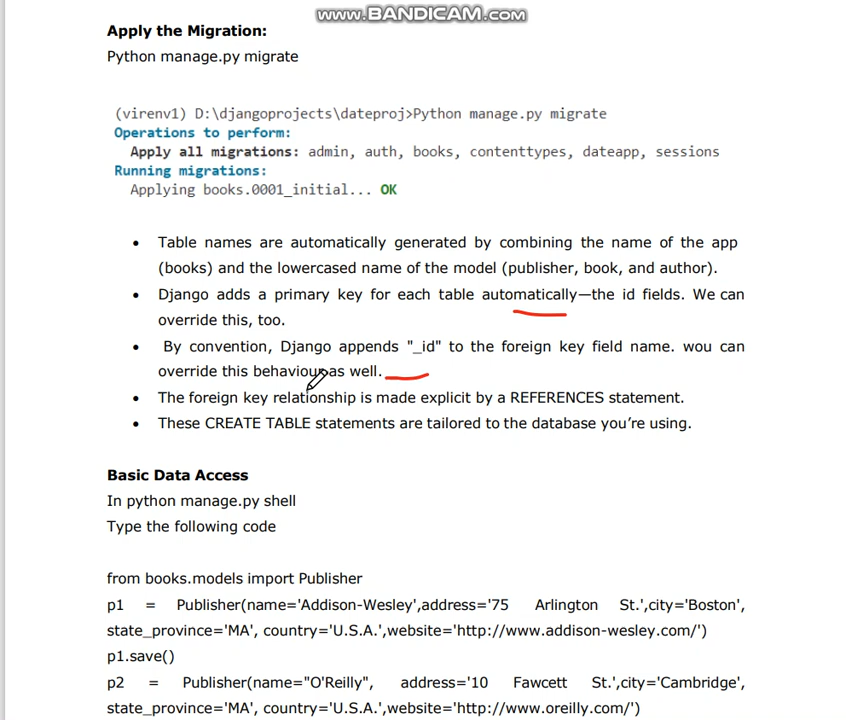 www.BANDICAM.com
Apply the Migration:
Python manage.py migrate
(virenv1) D:\djangoprojects\dateproj>Python manage.py migrate
Operations to perform:
Apply all migrations: admin, auth, books, contenttypes, dateapp, sessions
Running migrations:
Applying books.0001_initial... OK
• Table names are automatically generated by combining the name of the app
(books) and the lowercased name of the model (publisher, book, and author).
• Django adds a primary key for each table automatically—the id fields. We can
override this, too.
• By convention, Django appends "_id" to the foreign key field name. wou can
override this behaviour as well.
• The foreign key relationship is made explicit by a REFERENCES statement.
• These CREATE TABLE statements are tailored to the database you’re using.
Basic Data Access
In python manage.py shell
Type the following code
from books.models import Publisher
p1 = Publisher(name='Addison-Wesley',address='75 Arlington St.',city='Boston',
state_province='MA', country='U.S.A.',website='http://www.addison-wesley.com/')
p1.save()
p2 = Publisher(name="O'Reilly", address='10 Fawcett St.',city='Cambridge',
state_province='MA', country='U.S.A.',website='http://www.oreilly.com/')